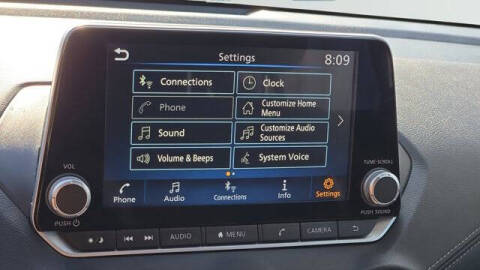 Settings
8:09
Connections
Clock
Phone
Customize Home
Menu
Sound
Customize Audio
Sources
Volume & Beeps
System Voice
Phone
Audio
Connections
Info
Settings
VOL
PUSH
TUNE·SCROLL
PUSH SOUND
AUDIO
MENU
CAMERA